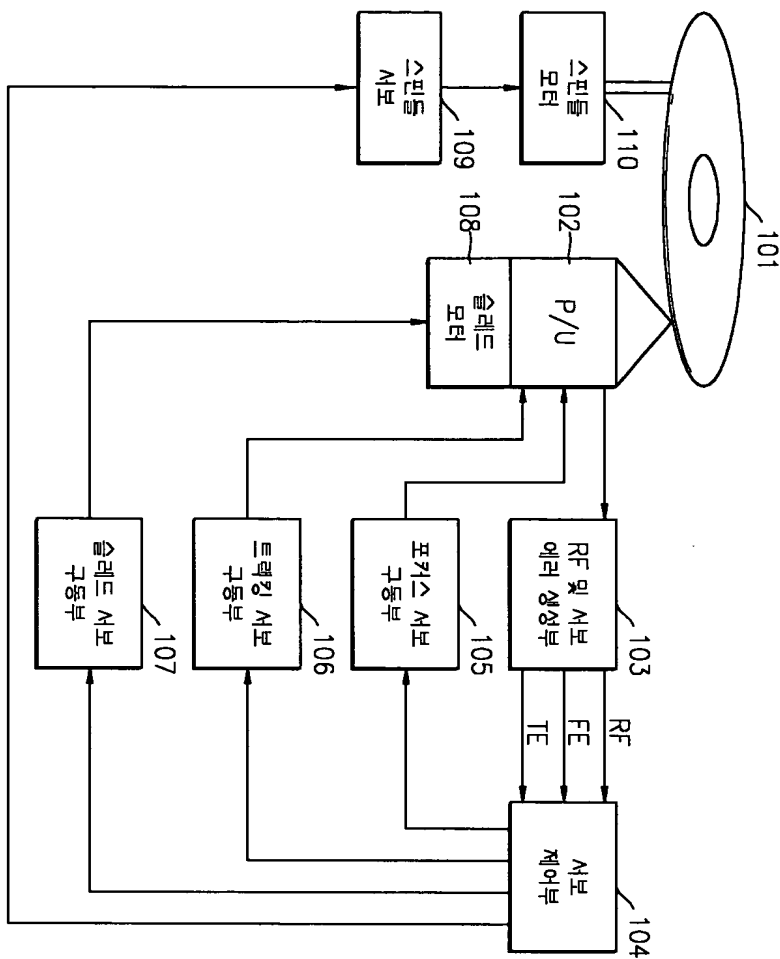 101
스핀들
모터
110
102
P/U
108
슬레드
모터
RF 및 서보
에러 생성부
103
RF
FE
TE
서보
제어부
104
스핀들
서보
109
포커스 서보
구동부
105
트랙킹 서보
구동부
106
슬레드 서보
구동부
107